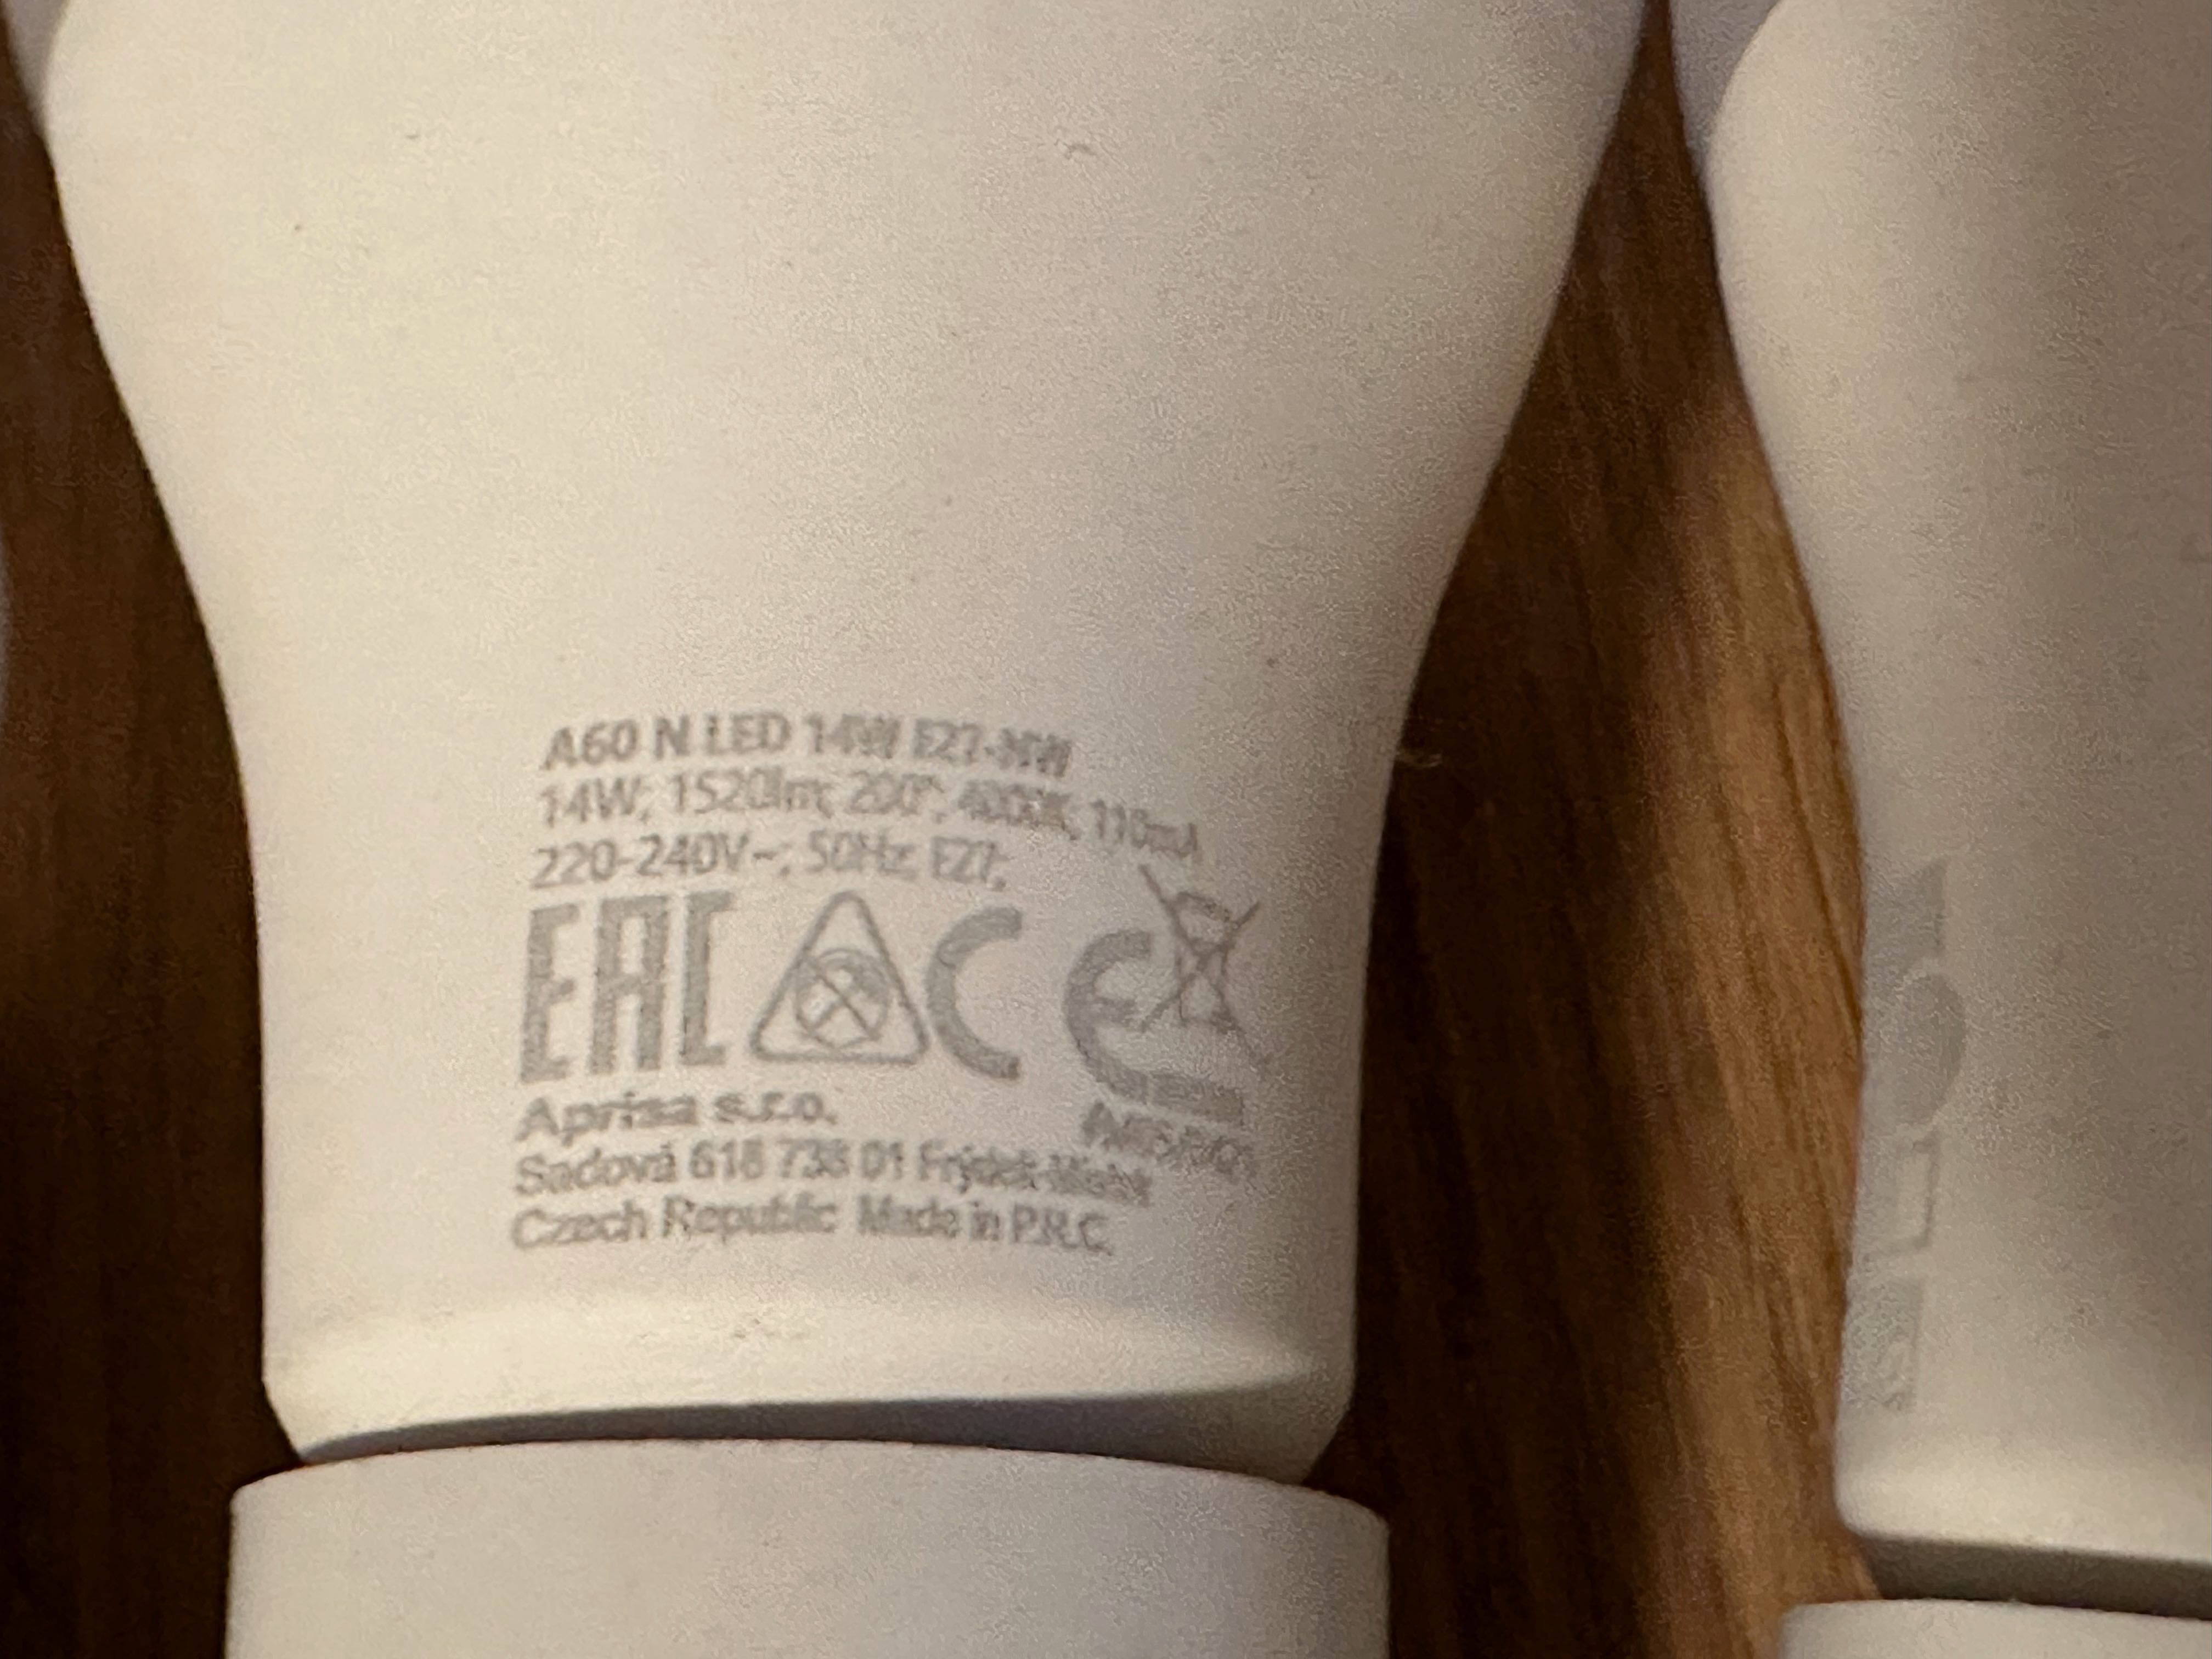 A60 N LED 14W E27-NW
14W; 1520lm; 200°; 4000K; 110mA
220-240V~; 50Hz; E27;
EAC CE
Aprisa s.r.o.
Sadová 618 738 01 Frýdek-Místek
Czech Republic Made in P.R.C.